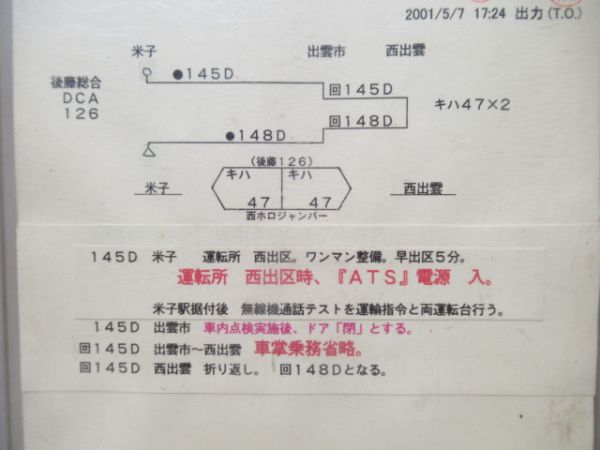 2001/5/7 17:24 出力(T.O.)
米子 出雲市 西出雲
後藤総合
DCA
126
●145D
回145D
キハ47×2
回148D
●148D
(後藤126)
キハ キハ
47 47
米子 西出雲
西ホロジャンパー
145D 米子 運転所 西出区。ワンマン整備。早出区5分。
運転所 西出区時、『ATS』電源 入。
米子駅据付後 無線機通話テストを運輸指令と両運転台行う。
145D 出雲市 車内点検実施後、ドア「閉」とする。
回145D 出雲市～西出雲 車掌乗務省略。
回145D 西出雲 折り返し。 回148Dとなる。